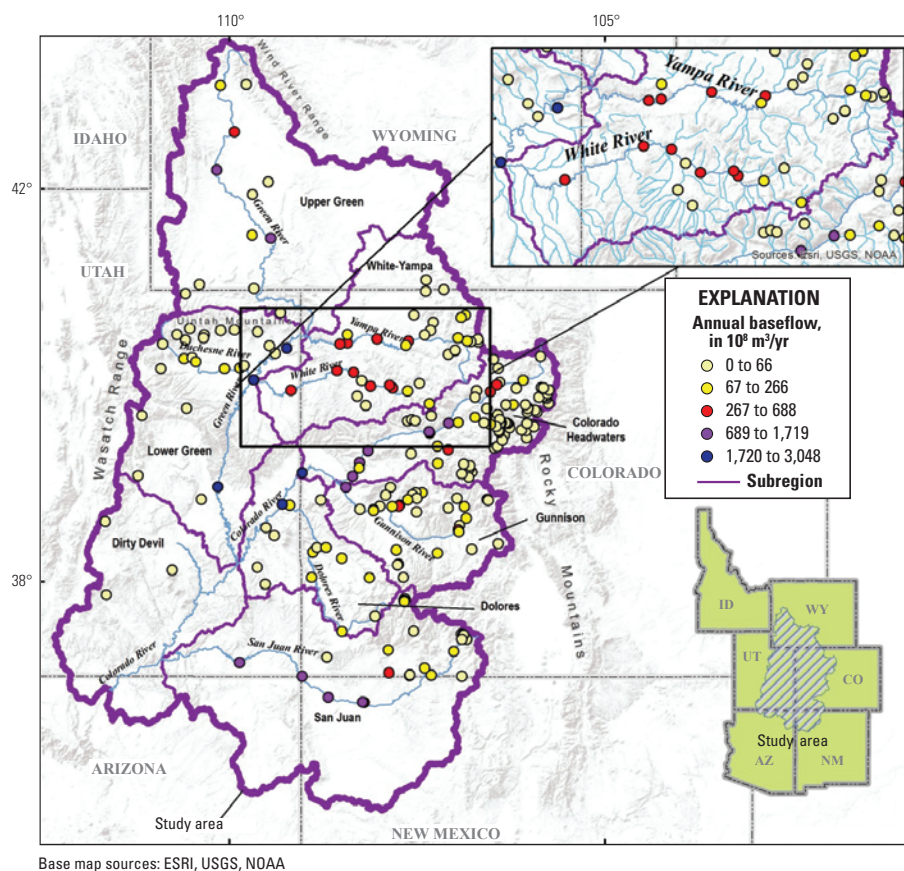 110°
105°
Wind River Range
IDAHO
WYOMING
42°
Upper Green
Green River
UTAH
White-Yampa
Uintah Mountains
Yampa River
Duchesne River
White River
Green River
Wasatch Range
Lower Green
Colorado
Headwaters
Rocky
Mountains
COLORADO
Gunnison
Colorado River
Gunnison River
Dirty Devil
38°
Dolores River
Dolores
San Juan River
Colorado River
San Juan
ARIZONA
Study area
NEW MEXICO
Yampa River
White River
Sources: Esri, USGS, NOAA
EXPLANATION
Annual baseflow,
in 10⁸ m³/yr
0 to 66
67 to 266
267 to 688
689 to 1,719
1,720 to 3,048
Subregion
ID
WY
UT
CO
Study area
AZ
NM
Base map sources: ESRI, USGS, NOAA